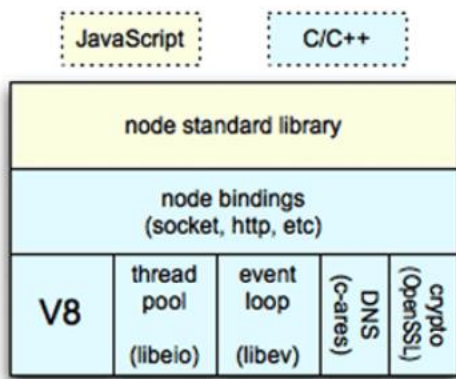 JavaScript
C/C++
node standard library
node bindings
(socket, http, etc)
V8
thread
pool
(libeio)
event
loop
(libev)
DNS
(c-ares)
crypto
(OpenSSL)